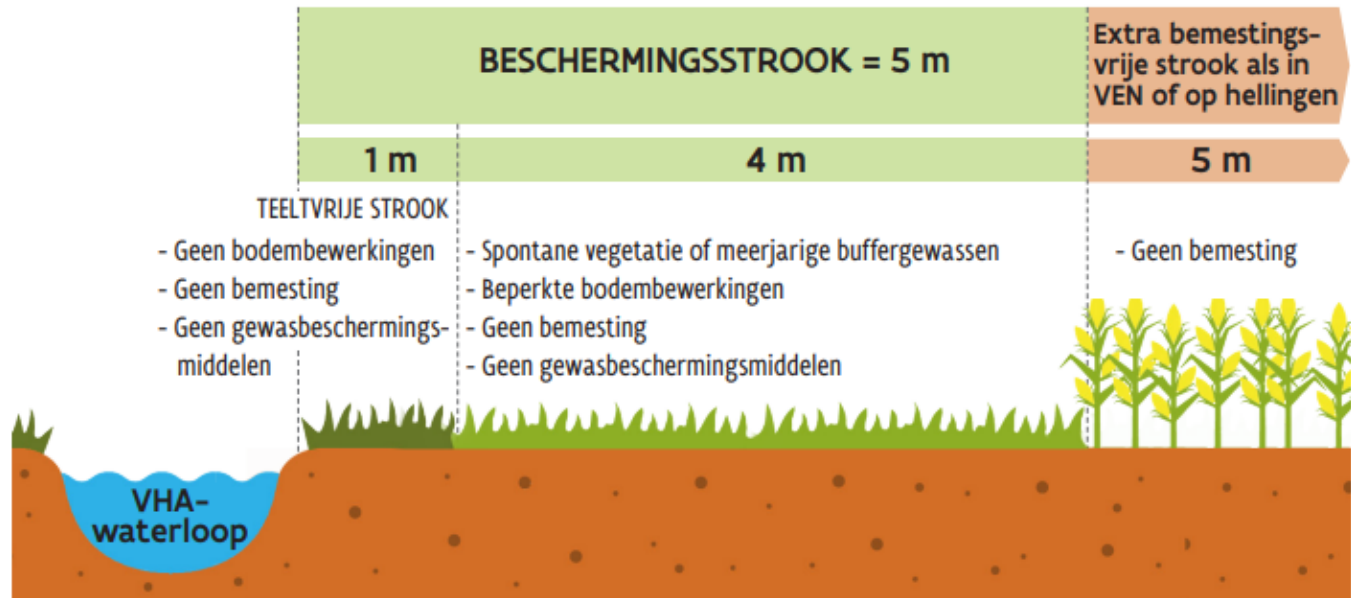 BESCHERMINGSSTROOK = 5 m
Extra bemestings-
vrije strook als in
VEN of op hellingen
1 m
4 m
5 m
TEELTVRIJE STROOK
- Geen bodembewerkingen
- Geen bemesting
- Geen gewasbeschermings-
middelen
- Spontane vegetatie of meerjarige buffergewassen
- Beperkte bodembewerkingen
- Geen bemesting
- Geen gewasbeschermingsmiddelen
- Geen bemesting
VHA-
waterloop